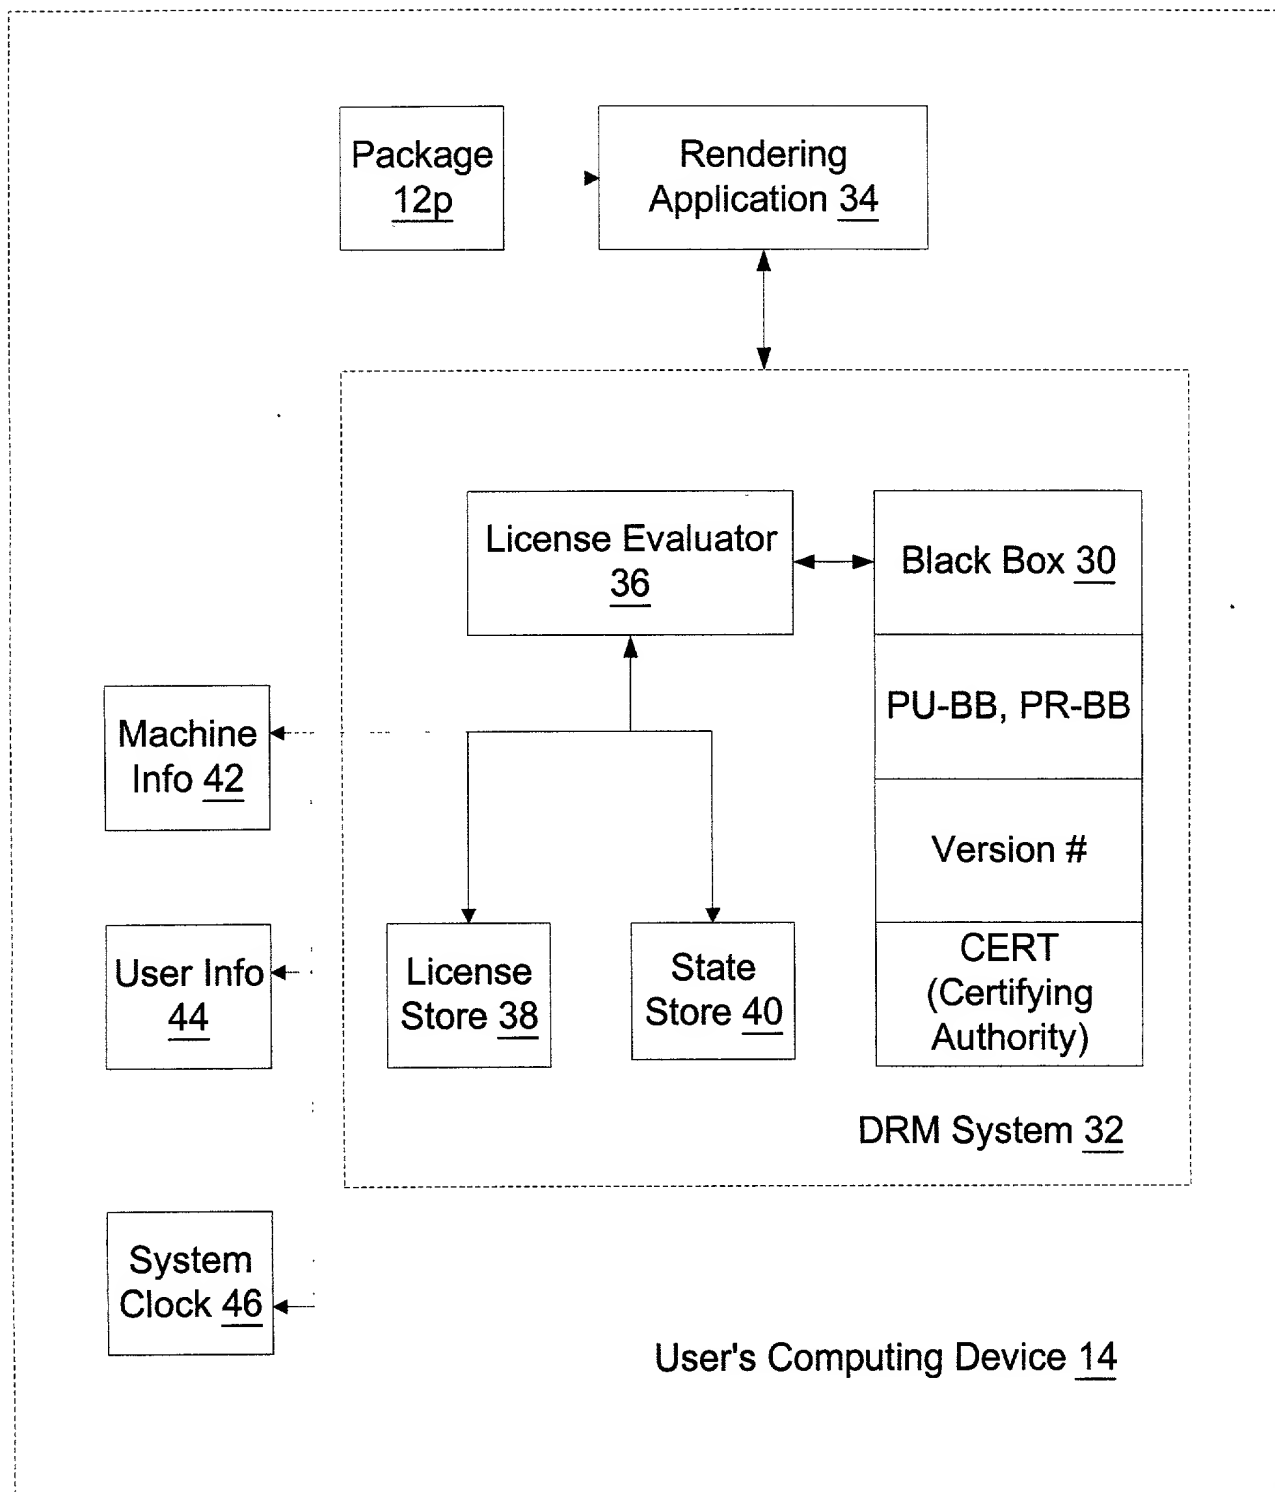 Package
12p
Rendering
Application 34
License Evaluator
36
Black Box 30
PU-BB, PR-BB
Machine
Info 42
Version #
User Info
44
License
Store 38
State
Store 40
CERT
(Certifying
Authority)
DRM System 32
System
Clock 46
User's Computing Device 14